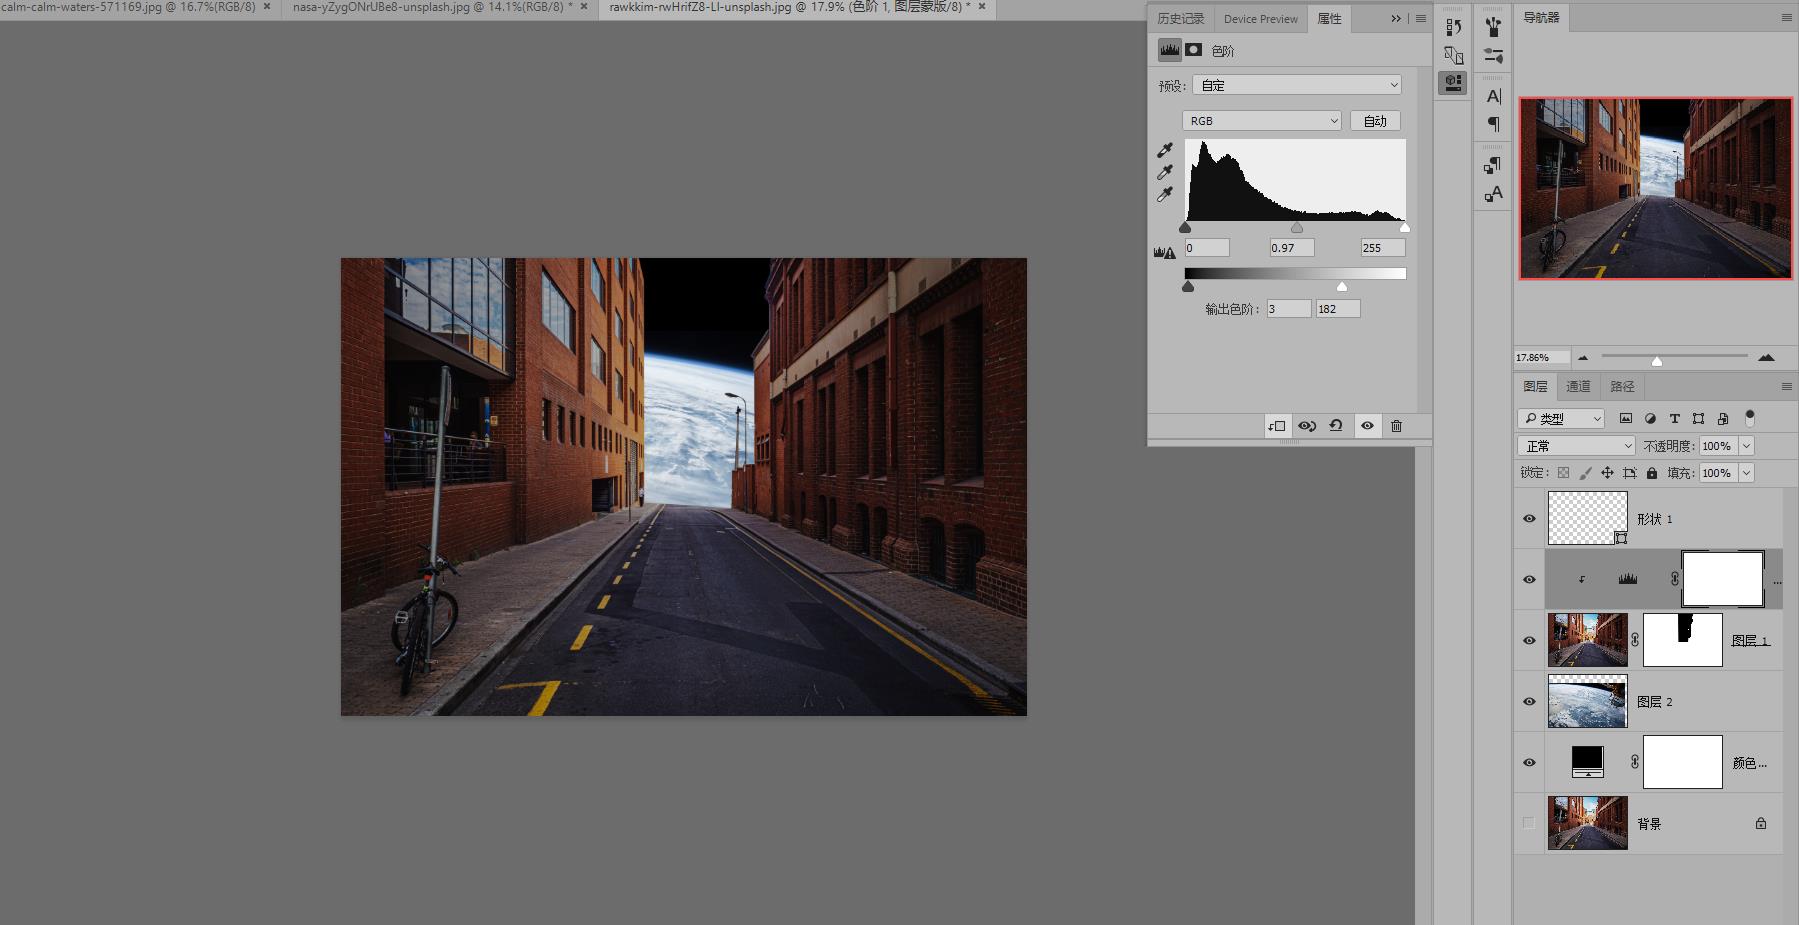 calm-calm-waters-571169.jpg @ 16.7%(RGB/8) ×
nasa-yZygONrUBe8-unsplash.jpg @ 14.1%(RGB/8) * ×
rawkkim-rwHrifZ8-LI-unsplash.jpg @ 17.9% (色阶 1, 图层蒙版/8) * ×
历史记录
Device Preview
属性
色阶
预设:
自定
RGB
自动
0
0.97
255
输出色阶:
3
182
导航器
17.86%
图层
通道
路径
类型
正常
不透明度: 100%
锁定:
填充: 100%
形状 1
...
图层 1
图层 2
颜色...
背景